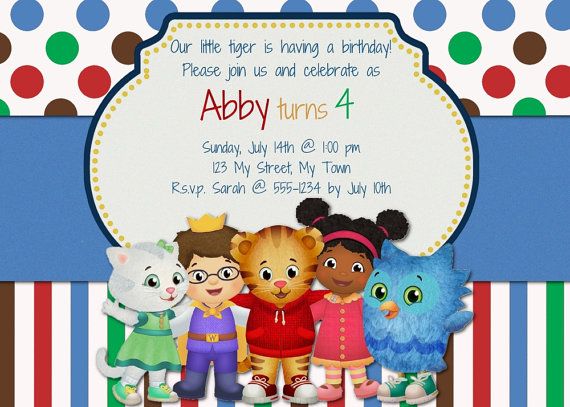 Our little tiger is having a birthday!
Please join us and celebrate as
Abby turns 4
Sunday, July 14th @ 1:00 pm
123 My Street, My Town
R.s.v.p. Sarah @ 555-1234 by July 10th
W